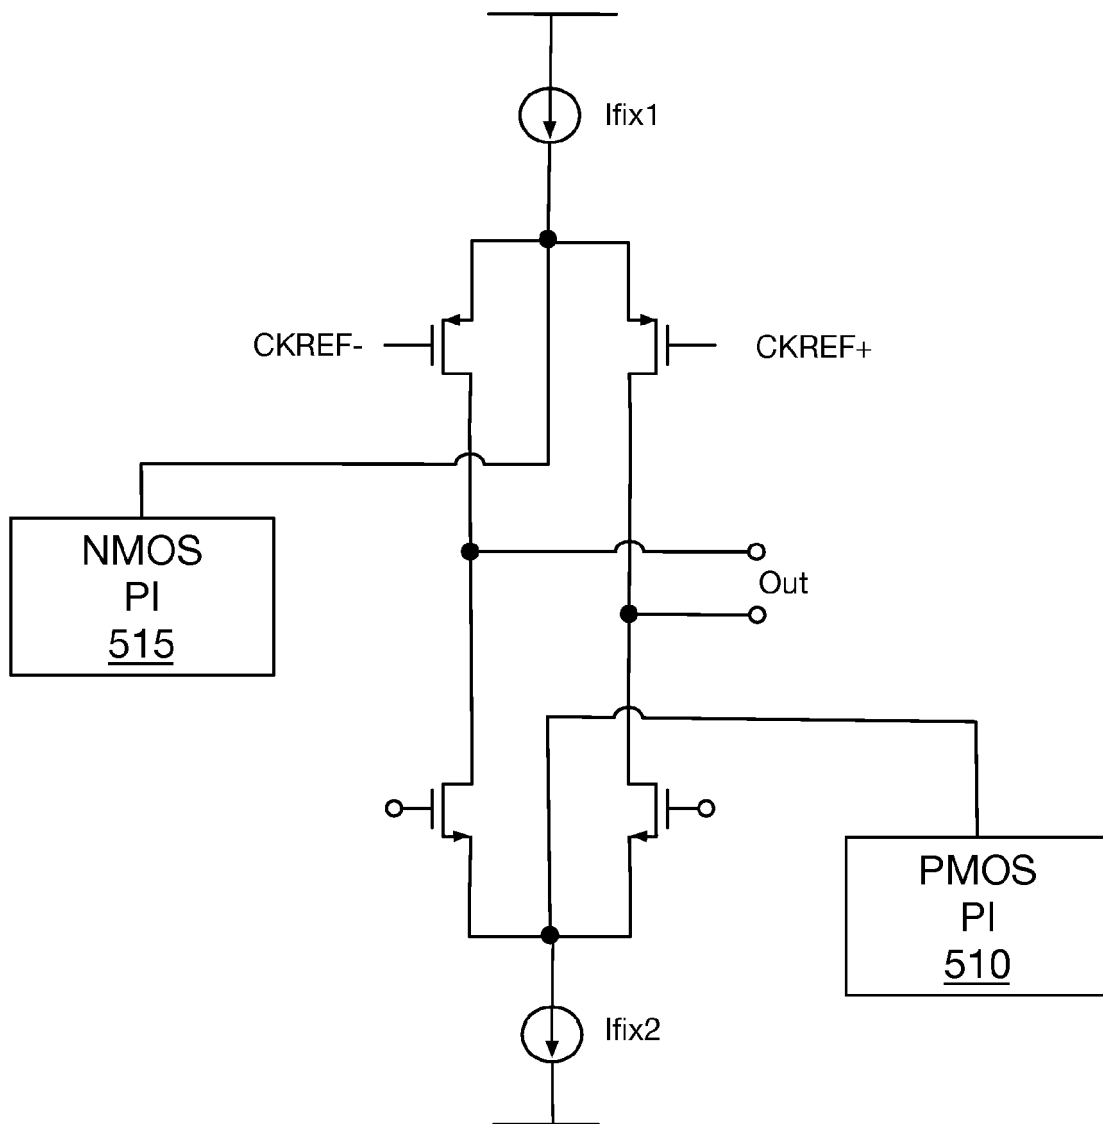 Ifix1
CKREF-
CKREF+
NMOS
PI
515
Out
PMOS
PI
510
Ifix2